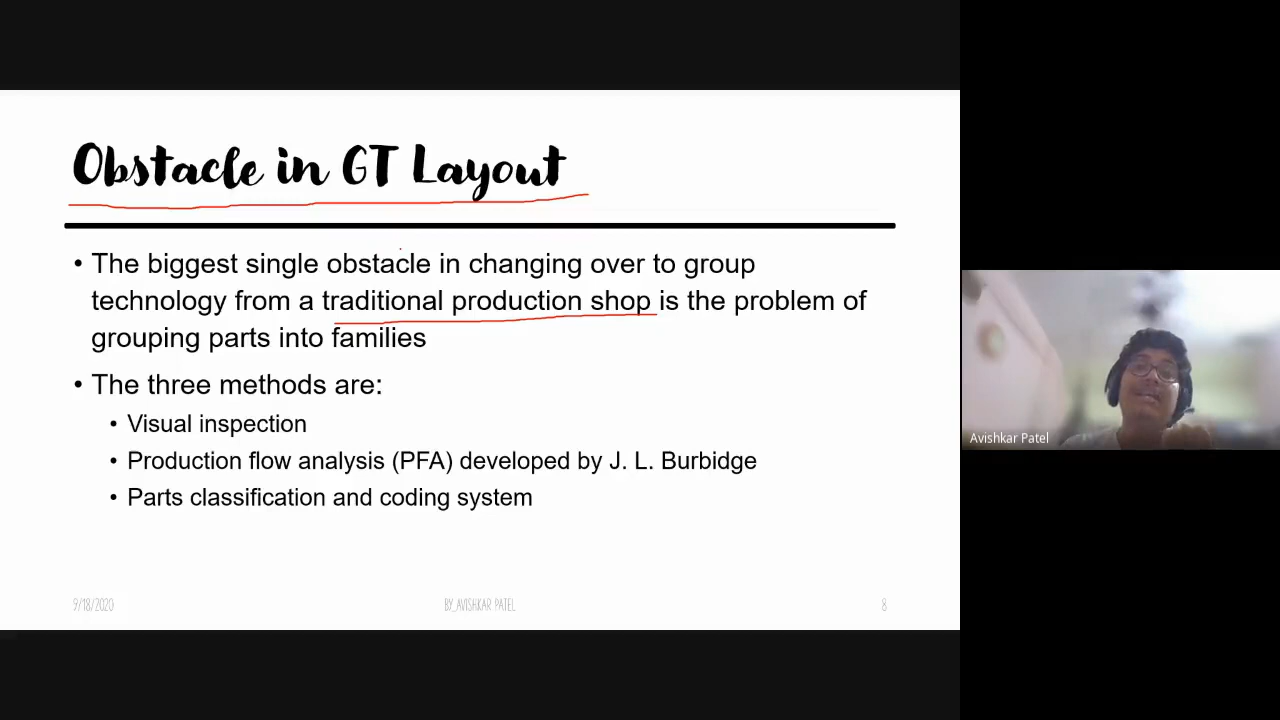 Obstacle in GT Layout
• The biggest single obstacle in changing over to group
technology from a traditional production shop is the problem of
grouping parts into families
• The three methods are:
• Visual inspection
• Production flow analysis (PFA) developed by J. L. Burbidge
• Parts classification and coding system
9/18/2020
BY_AVISHKAR PATEL
8
Avishkar Patel